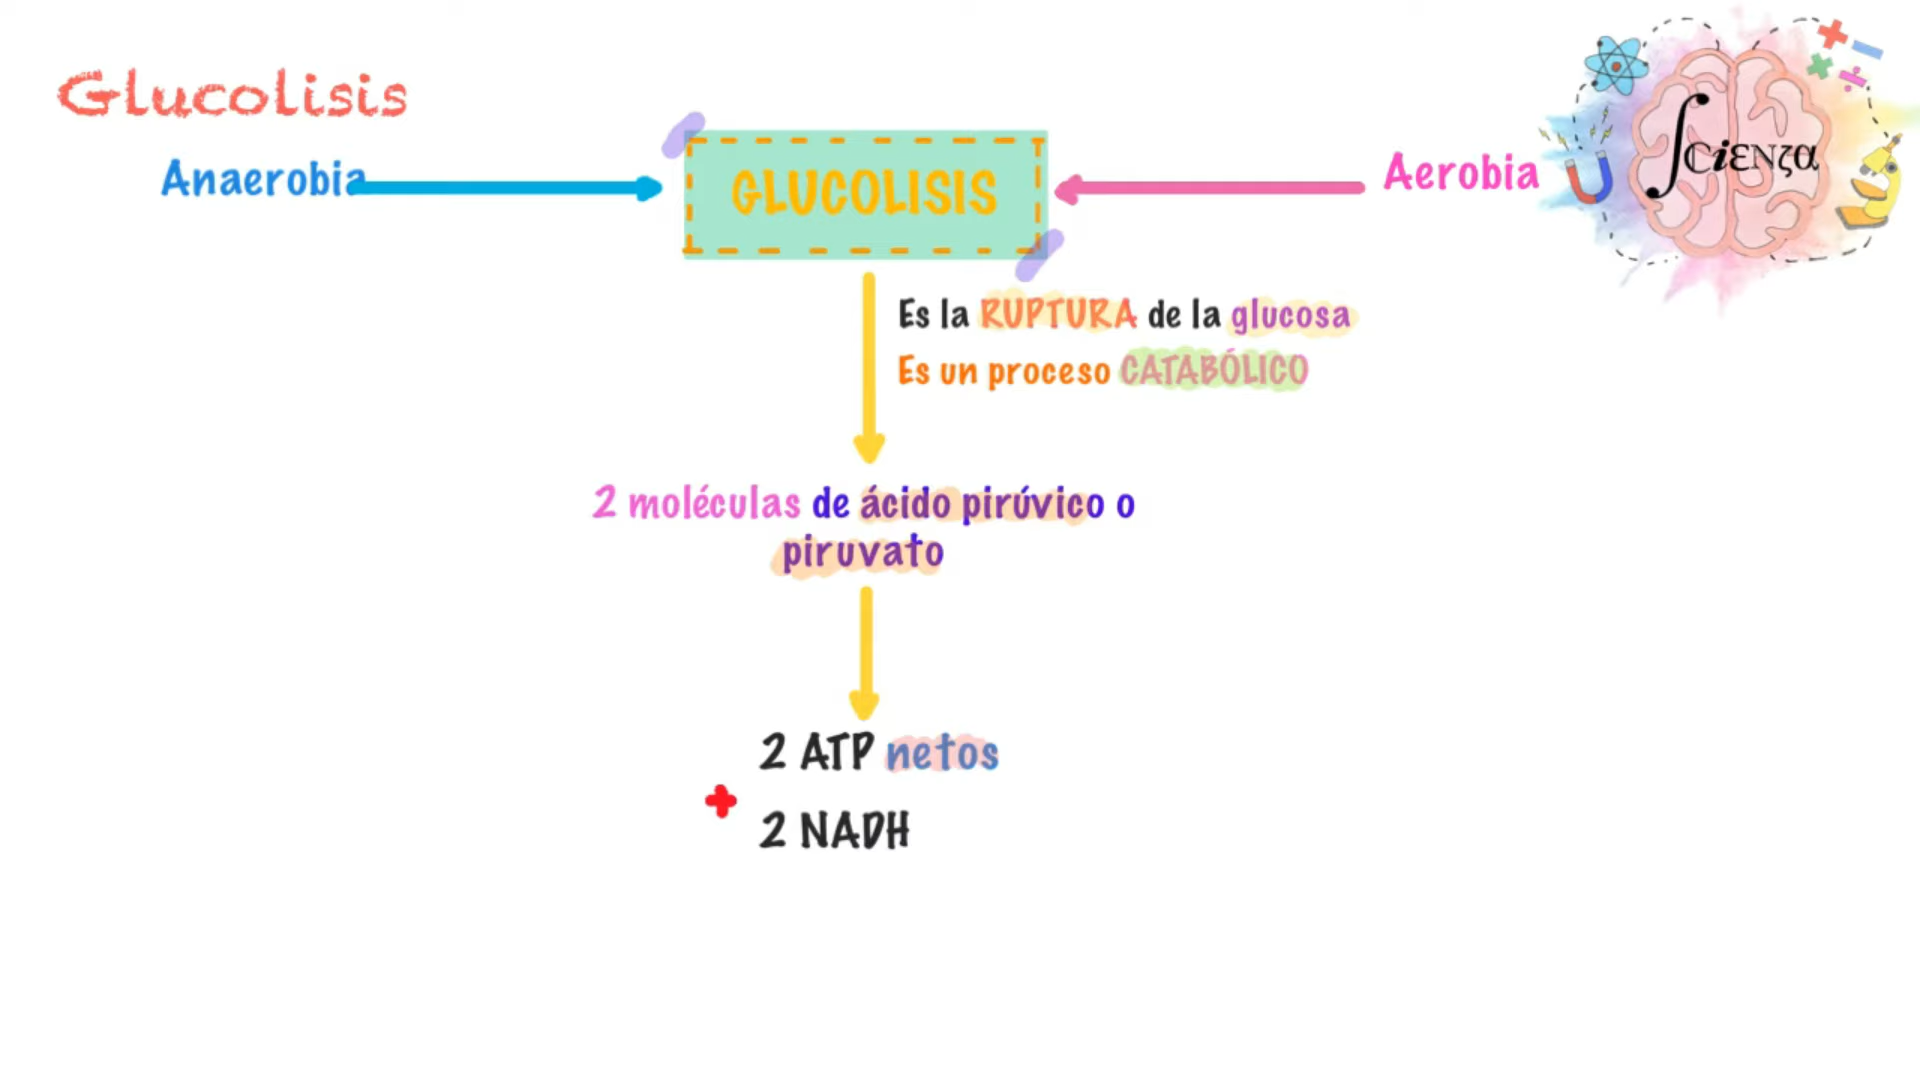 Glucolisis
Anaerobia
GLUCOLISIS
Aerobia
ScienZa
Es la RUPTURA de la glucosa
Es un proceso CATABÓLICO
2 moléculas de ácido pirúvico o
piruvato
2 ATP netos
+
2 NADH